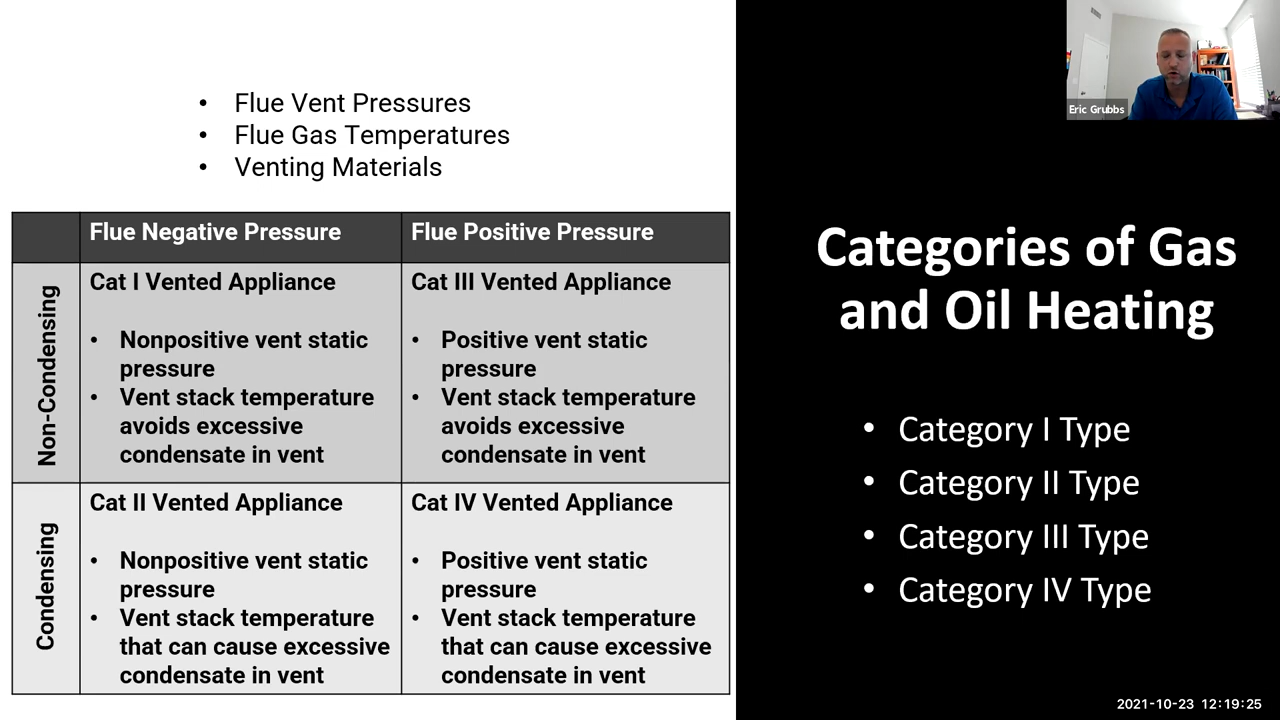 • Flue Vent Pressures
• Flue Gas Temperatures
• Venting Materials
Flue Negative Pressure
Flue Positive Pressure
Non-Condensing
Cat I Vented Appliance
• Nonpositive vent static
pressure
• Vent stack temperature
avoids excessive
condensate in vent
Cat III Vented Appliance
• Positive vent static
pressure
• Vent stack temperature
avoids excessive
condensate in vent
Condensing
Cat II Vented Appliance
• Nonpositive vent static
pressure
• Vent stack temperature
that can cause excessive
condensate in vent
Cat IV Vented Appliance
• Positive vent static
pressure
• Vent stack temperature
that can cause excessive
condensate in vent
Eric Grubbs
Categories of Gas
and Oil Heating
• Category I Type
• Category II Type
• Category III Type
• Category IV Type
2021-10-23 12:19:25